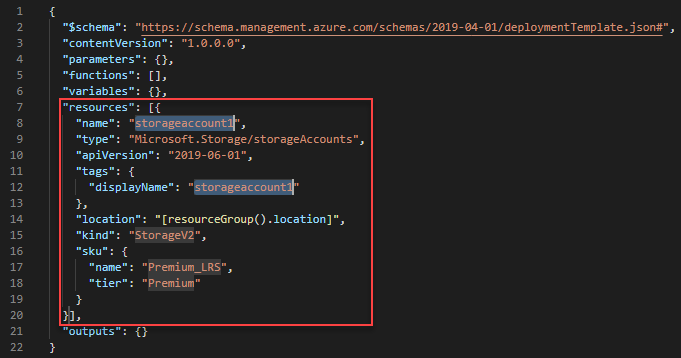 1 {
2 "$schema": "https://schema.management.azure.com/schemas/2019-04-01/deploymentTemplate.json#",
3 "contentVersion": "1.0.0.0",
4 "parameters": {},
5 "functions": [],
6 "variables": {},
7 "resources": [{
8 "name": "storageaccount1",
9 "type": "Microsoft.Storage/storageAccounts",
10 "apiVersion": "2019-06-01",
11 "tags": {
12 "displayName": "storageaccount1"
13 },
14 "location": "[resourceGroup().location]",
15 "kind": "StorageV2",
16 "sku": {
17 "name": "Premium_LRS",
18 "tier": "Premium"
19 }
20 }],
21 "outputs": {}
22 }